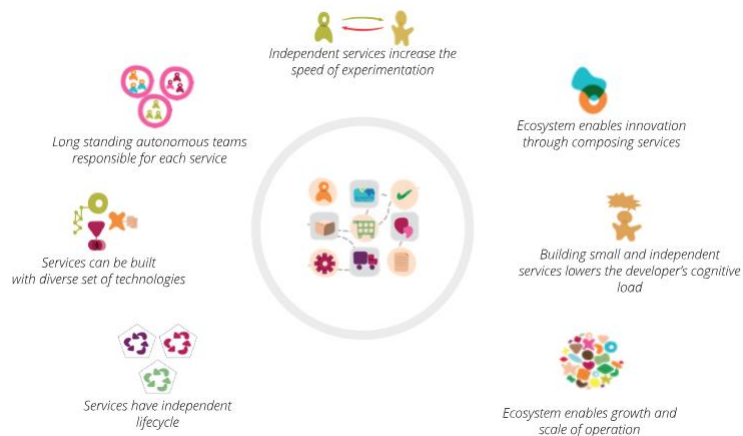 Independent services increase the
speed of experimentation
Long standing autonomous teams
responsible for each service
Ecosystem enables innovation
through composing services
Services can be built
with diverse set of technologies
Building small and independent
services lowers the developer's cognitive
load
Services have independent
lifecycle
Ecosystem enables growth and
scale of operation